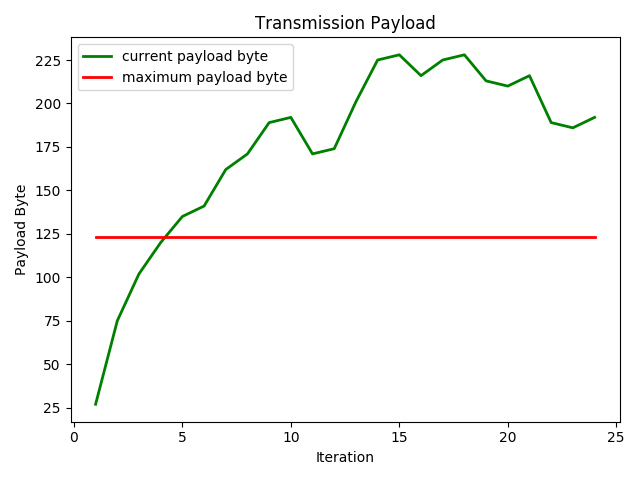 Transmission Payload
current payload byte
maximum payload byte
Payload Byte
225
200
175
150
125
100
75
50
25
0 5 10 15 20 25
Iteration